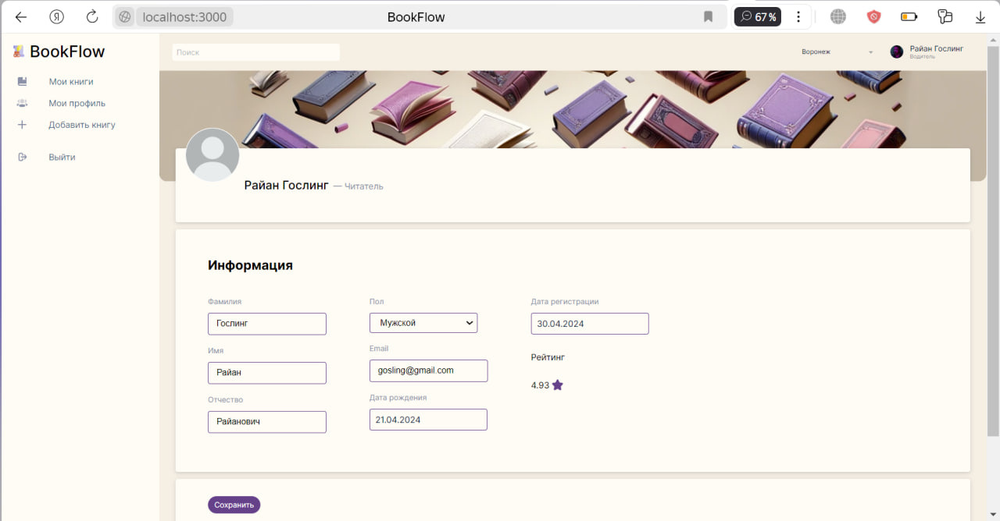 localhost:3000
BookFlow
67 %
BookFlow
Поиск
Воронеж
Райан Гослинг
Водитель
Мои книги
Мои профиль
Добавить книгу
Выйти
Райан Гослинг — Читатель
Информация
Фамилия
Пол
Дата регистрации
Гослинг
Мужской
30.04.2024
Имя
Email
Рейтинг
Райан
gosling@gmail.com
4.93
Отчество
Дата рождения
Райанович
21.04.2024
Сохранить